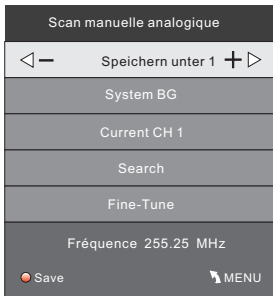 Scan manuelle analogique
Speichern unter 1
System BG
Current CH 1
Search
Fine-Tune
Fréquence 255.25 MHz
Save MENU